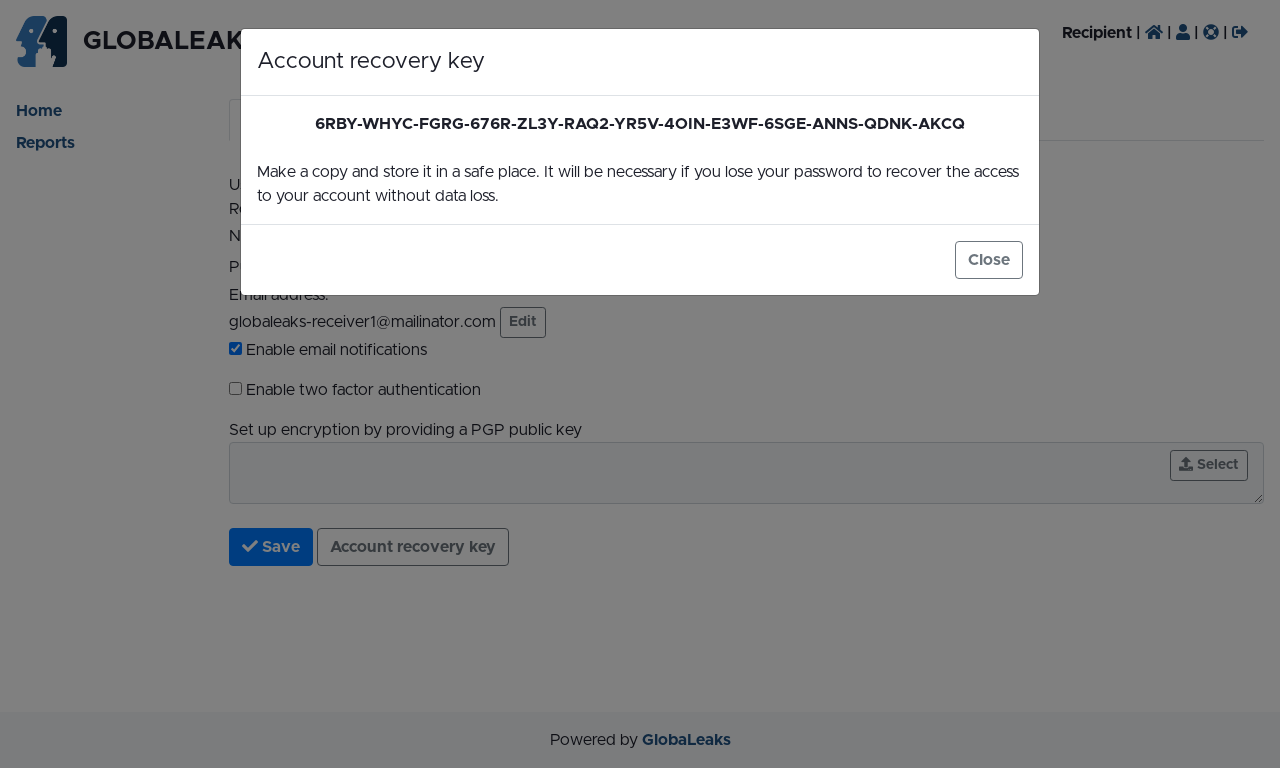 GLOBALEAK
Recipient | | | |
Account recovery key
6RBY-WHYC-FGRG-676R-ZL3Y-RAQ2-YR5V-4OIN-E3WF-6SGE-ANNS-QDNK-AKCQ
Make a copy and store it in a safe place. It will be necessary if you lose your password to recover the access
to your account without data loss.
Close
Home
Reports
Email address:
globaleaks-receiver1@mailinator.com Edit
Enable email notifications
Enable two factor authentication
Set up encryption by providing a PGP public key
Select
Save Account recovery key
Powered by GlobaLeaks